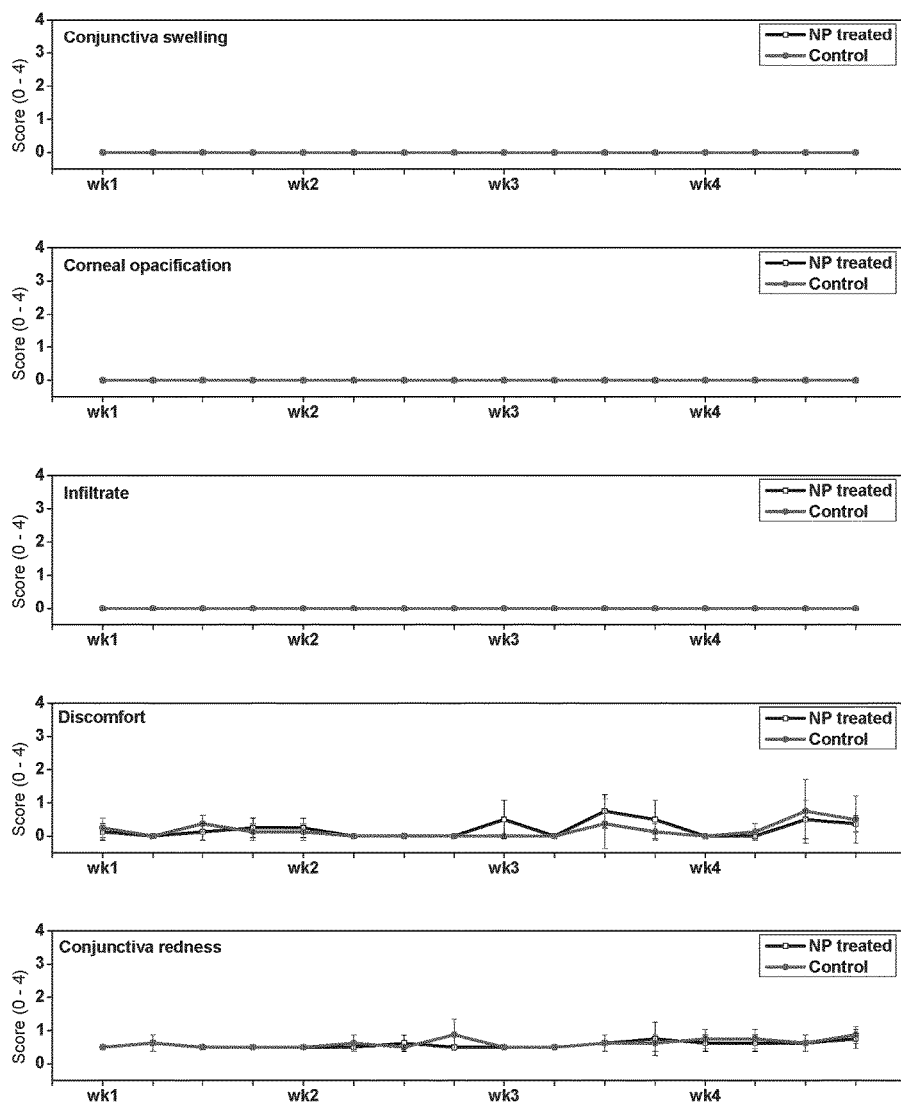 Conjunctiva swelling
NP treated
Control
Score (0 - 4)
4
3
2
1
0
wk1 wk2 wk3 wk4
Corneal opacification
NP treated
Control
Score (0 - 4)
4
3
2
1
0
wk1 wk2 wk3 wk4
Infiltrate
NP treated
Control
Score (0 - 4)
4
3
2
1
0
wk1 wk2 wk3 wk4
Discomfort
NP treated
Control
Score (0 - 4)
4
3
2
1
0
wk1 wk2 wk3 wk4
Conjunctiva redness
NP treated
Control
Score (0 - 4)
4
3
2
1
0
wk1 wk2 wk3 wk4